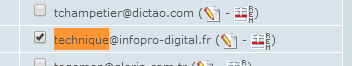 tchampetier@dictao.com ( - )
technique@infopro-digital.fr ( - )